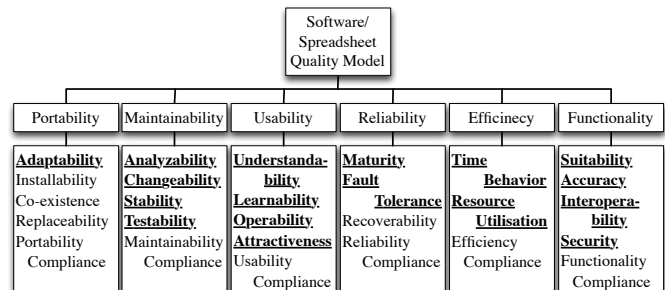 Software/
Spreadsheet
Quality Model
Portability
Maintainability
Usability
Reliability
Efficinecy
Functionality
Adaptability
Installability
Co-existence
Replaceability
Portability
Compliance
Analyzability
Changeability
Stability
Testability
Maintainability
Compliance
Understanda-
bility
Learnability
Operability
Attractiveness
Usability
Compliance
Maturity
Fault
Tolerance
Recoverability
Reliability
Compliance
Time
Behavior
Resource
Utilisation
Efficiency
Compliance
Suitability
Accuracy
Interopera-
bility
Security
Functionality
Compliance